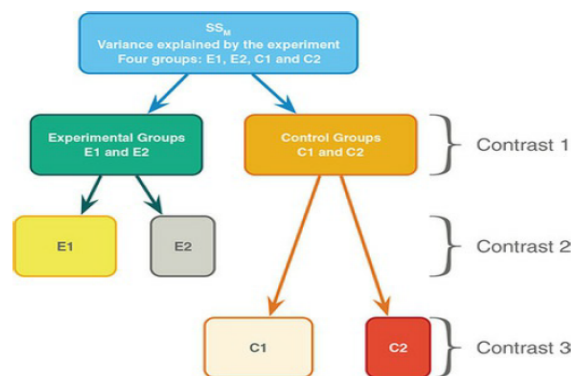 SS_M
Variance explained by the experiment
Four groups: E1, E2, C1 and C2
Experimental Groups
E1 and E2
Control Groups
C1 and C2
Contrast 1
E1
E2
Contrast 2
C1
C2
Contrast 3